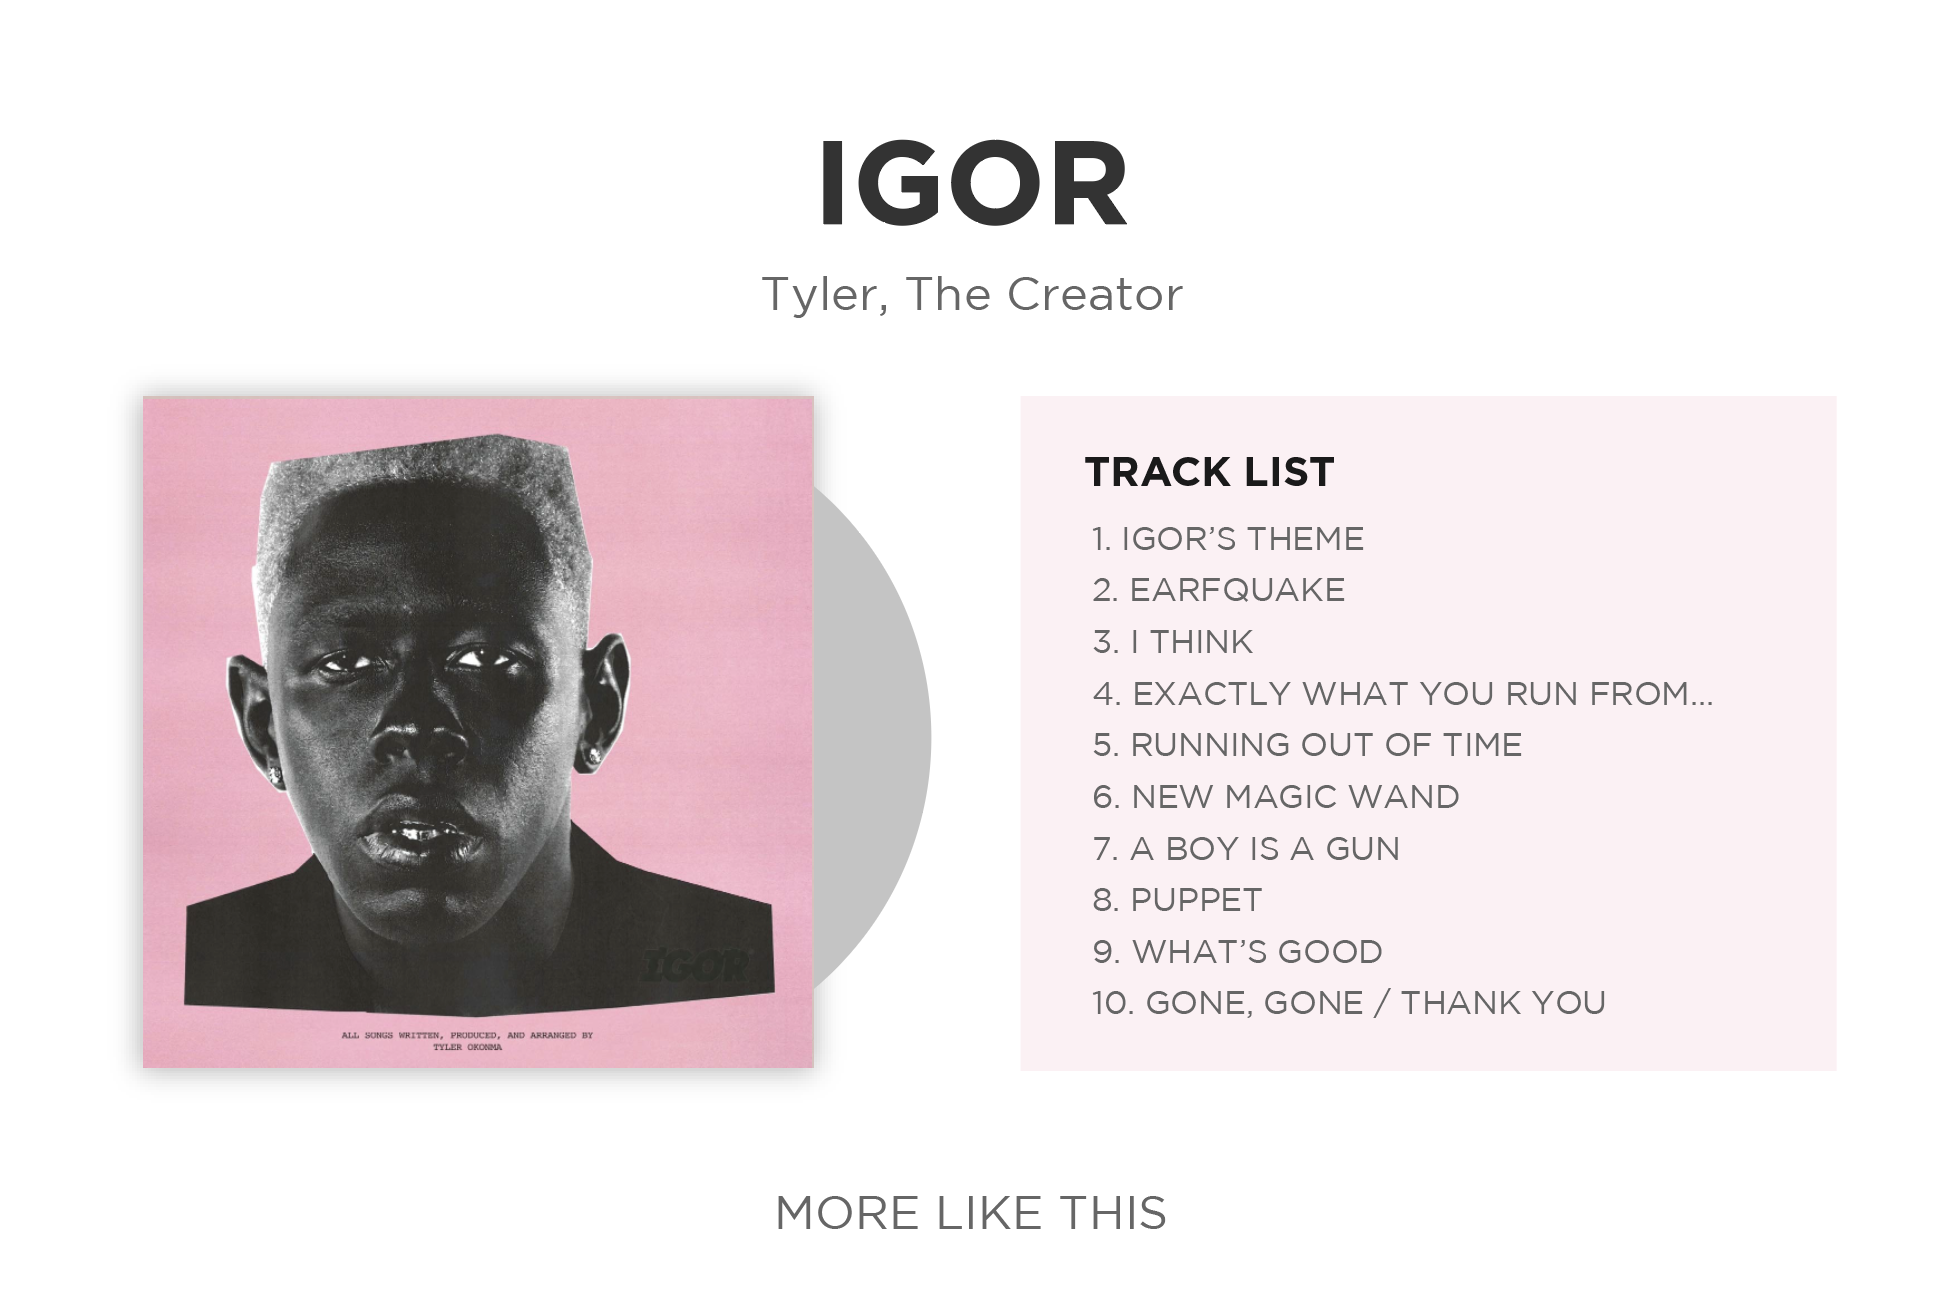 IGOR
Tyler, The Creator
IGOR
ALL SONGS WRITTEN, PRODUCED, AND ARRANGED BY
TYLER OKONMA
TRACK LIST
1. IGOR’S THEME
2. EARFQUAKE
3. I THINK
4. EXACTLY WHAT YOU RUN FROM...
5. RUNNING OUT OF TIME
6. NEW MAGIC WAND
7. A BOY IS A GUN
8. PUPPET
9. WHAT’S GOOD
10. GONE, GONE / THANK YOU
MORE LIKE THIS